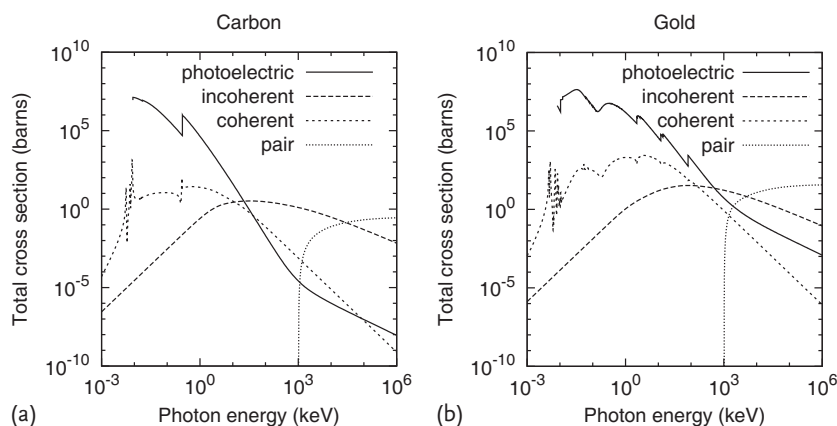 Carbon
10^10
10^5
10^0
10^-5
10^-10
Total cross section (barns)
photoelectric
incoherent
coherent
pair
10^-3
10^0
10^3
10^6
Photon energy (keV)
(a)
Gold
10^10
10^5
10^0
10^-5
10^-10
Total cross section (barns)
photoelectric
incoherent
coherent
pair
10^-3
10^0
10^3
10^6
Photon energy (keV)
(b)